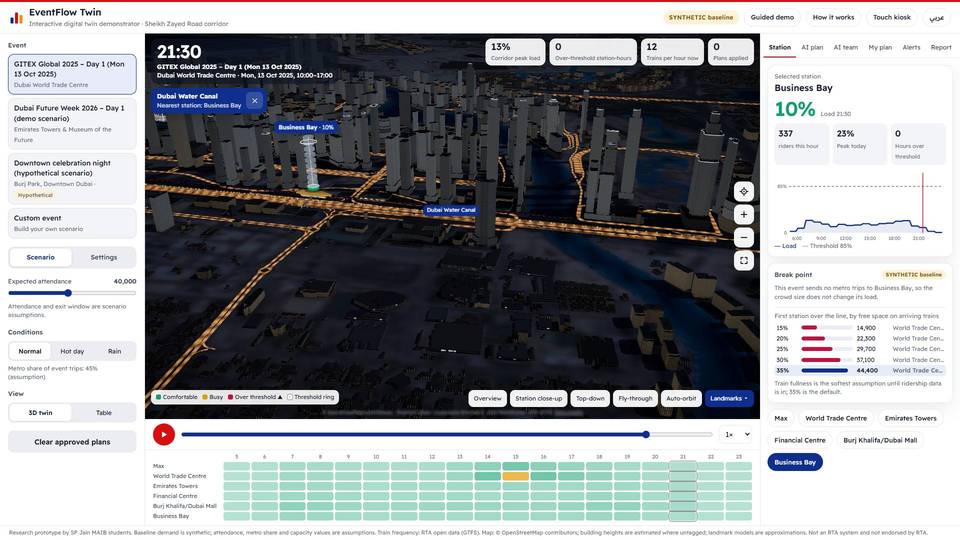 EventFlow Twin
Interactive digital twin demonstrator · Sheikh Zayed Road corridor
SYNTHETIC baseline
Guided demo
How it works
Touch kiosk
عربي
Event
GITEX Global 2025 – Day 1 (Mon
13 Oct 2025)
Dubai World Trade Centre
Dubai Future Week 2026 – Day 1
(demo scenario)
Emirates Towers & Museum of the
Future
Downtown celebration night
(hypothetical scenario)
Burj Park, Downtown Dubai ·
Hypothetical
Custom event
Build your own scenario
Scenario
Settings
Expected attendance 40,000
Attendance and exit window are scenario
assumptions.
Conditions
Normal
Hot day
Rain
Metro share of event trips: 45%
(assumption)
View
3D twin
Table
Clear approved plans
21:30
GITEX Global 2025 – Day 1 (Mon 13 Oct 2025)
Dubai World Trade Centre · Mon, 13 Oct 2025, 10:00–17:00
13%
Corridor peak load
0
Over-threshold station-hours
12
Trains per hour now
0
Plans applied
Dubai Water Canal
Nearest station: Business Bay
×
Business Bay · 10%
Dubai Water Canal
+
−
Comfortable
Busy
Over threshold ▲
Threshold ring
Overview
Station close-up
Top-down
Fly-through
Auto-orbit
Landmarks
1×
5 6 7 8 9 10 11 12 13 14 15 16 17 18 19 20 21 22 23
Max
World Trade Centre
Emirates Towers
Financial Centre
Burj Khalifa/Dubai Mall
Business Bay
Station
AI plan
AI team
My plan
Alerts
Report
Selected station
Business Bay
10% Load 21:30
337
riders this hour
23%
Peak today
0
Hours over
threshold
85%
0
6:00 9:00 12:00 15:00 18:00 21:00
— Load --- Threshold 85%
Break point
SYNTHETIC baseline
This event sends no metro trips to Business Bay, so the
crowd size does not change its load.
First station over the line, by free space on arriving trains
15% 14,900 World Trade Cen...
20% 22,300 World Trade Cen...
25% 29,700 World Trade Cen...
30% 37,100 World Trade Cen...
35% 44,400 World Trade Ce...
Train fullness is the softest assumption until ridership data
is in; 35% is the default.
Max
World Trade Centre
Emirates Towers
Financial Centre
Burj Khalifa/Dubai Mall
Business Bay
Research prototype by SP Jain MAIB students. Baseline demand is synthetic; attendance, metro share and capacity values are assumptions. Train frequency: RTA open data (GTFS). Map: © OpenStreetMap contributors; building heights are estimated where untagged; landmark models are approximations. Not an RTA system and not endorsed by RTA.